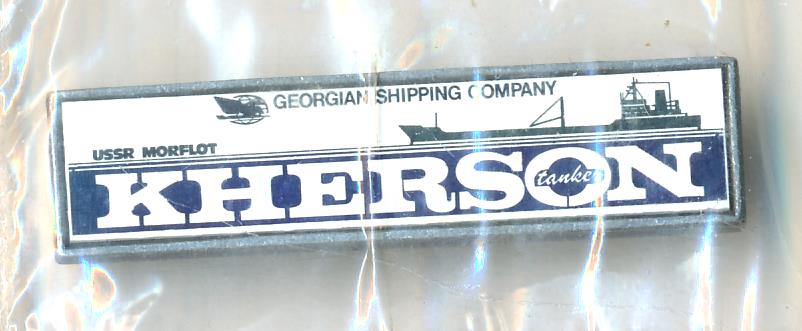 GEORGIAN SHIPPING COMPANY
USSR MORFLOT
KHERSON
tanker